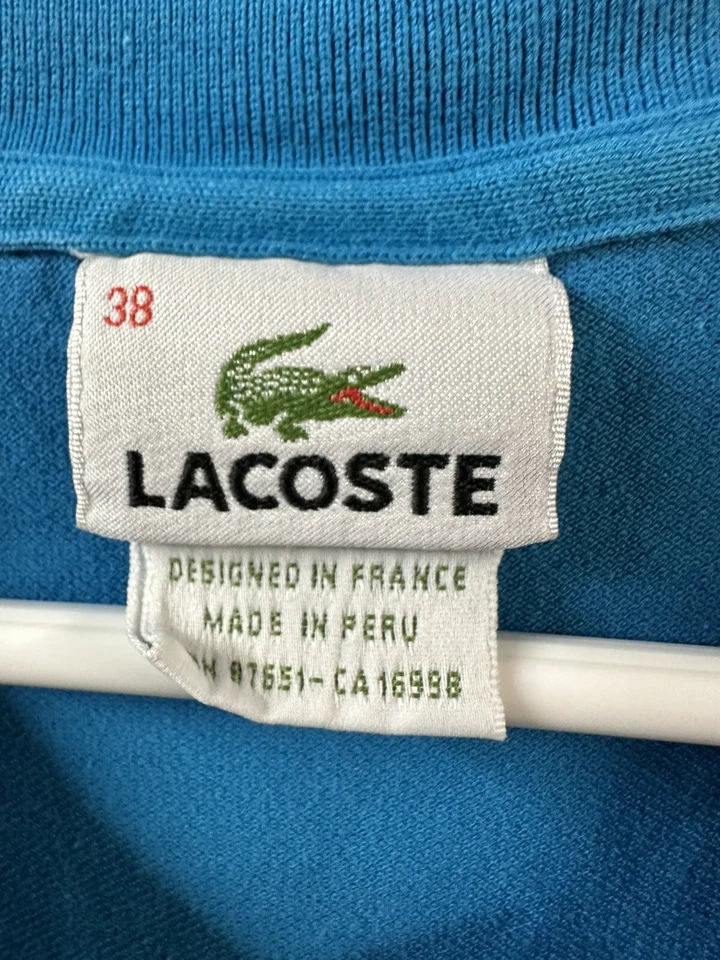 38
LACOSTE
DESIGNED IN FRANCE
MADE IN PERU
87651-CA 16998